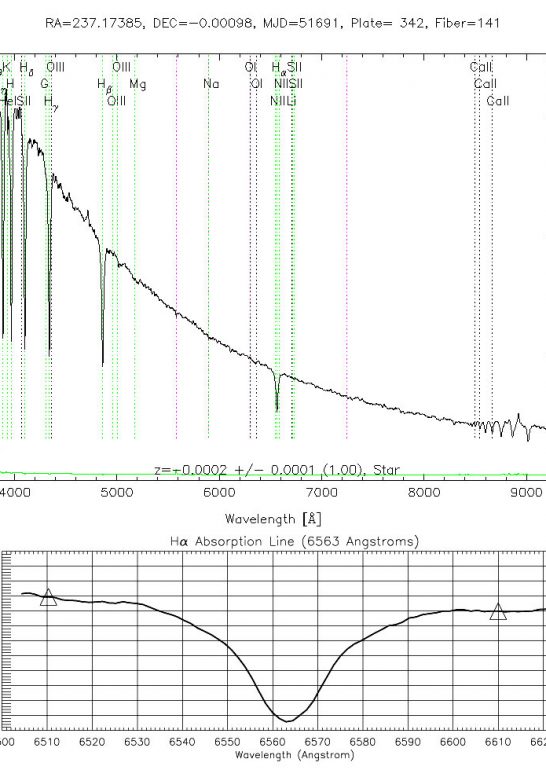 RA=237.17385, DEC=-0.00098, MJD=51691, Plate= 342, Fiber=141
K Hδ OIII OIII OI Hα SII CaII
H G Hβ Mg Na OI NII SII CaII
HeI SII Hγ OIII NII Li CaII
z=-0.0002 +/- 0.0001 (1.00), Star
4000 5000 6000 7000 8000 9000
Wavelength [Å]
Hα Absorption Line (6563 Angstroms)
6510 6520 6530 6540 6550 6560 6570 6580 6590 6600 6610
Wavelength (Angstrom)